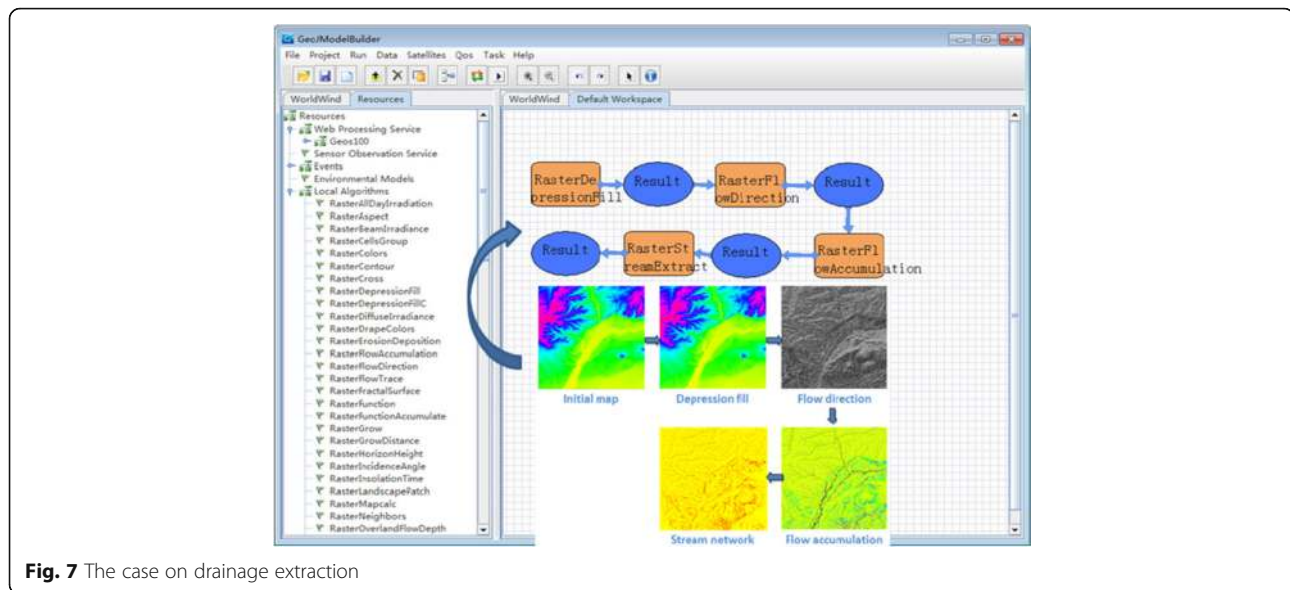 GeoJModelBuilder
File Project Run Data Satellites Qos Task Help
WorldWind Resources
WorldWind Default Workspace
Resources
Web Processing Service
Geos100
Sensor Observation Service
Events
Environmental Models
Local Algorithms
RasterAllDayIrradiation
RasterAspect
RasterBeamIrradiance
RasterCellsGroup
RasterColors
RasterContour
RasterCross
RasterDepressionFill
RasterDepressionFillC
RasterDiffuseIrradiance
RasterDrapeColors
RasterErosionDeposition
RasterFlowAccumulation
RasterFlowDirection
RasterFlowTrace
RasterFractalSurface
RasterFunction
RasterFunctionAccumulate
RasterGrow
RasterGrowDistance
RasterHorizonHeight
RasterIncidenceAngle
RasterInsolationTime
RasterLandscapePatch
RasterMapcalc
RasterNeighbors
RasterOverlandFlowDepth
RasterDe
pressionFill
Result
RasterFl
owDirection
Result
Result
RasterSt
reamExtract
Result
RasterFl
owAccumulation
Initial map
Depression fill
Flow direction
Stream network
Flow accumulation
Fig. 7 The case on drainage extraction